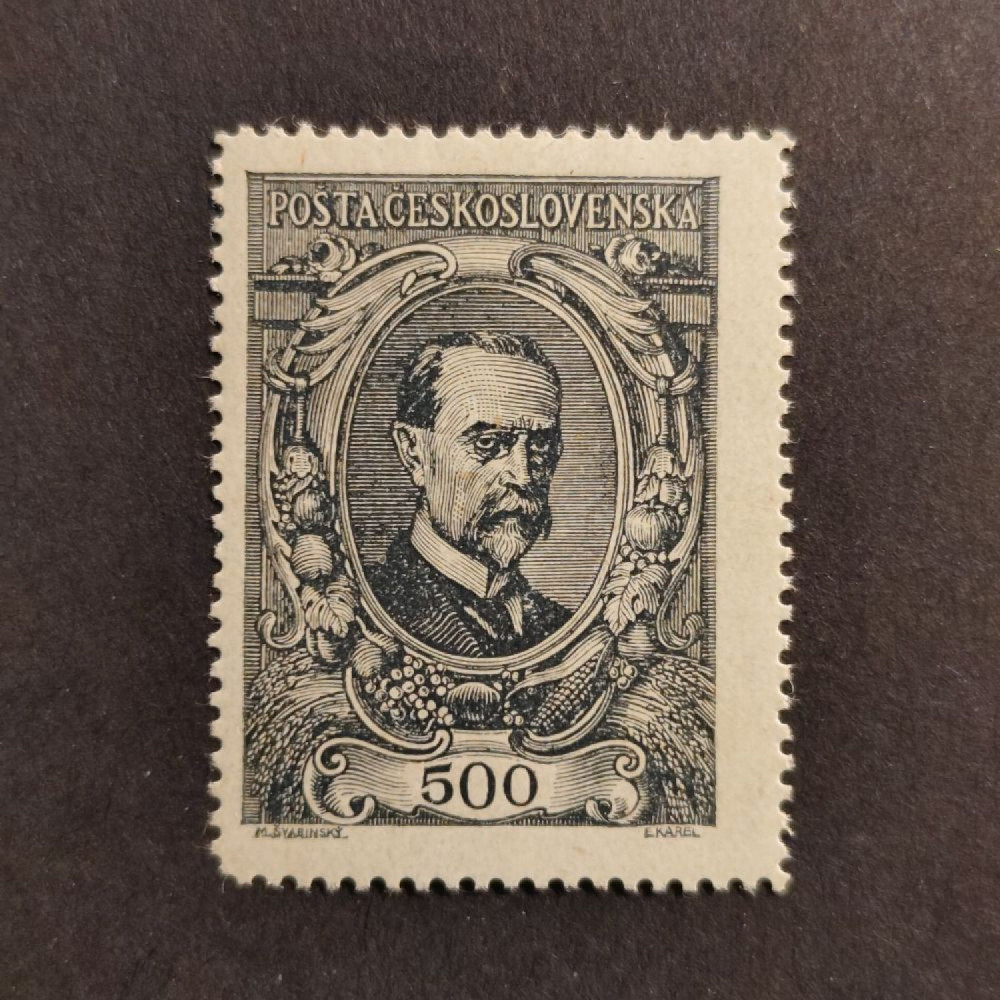 POŠTA ČESKOSLOVENSKÁ
500
M. ŠVABINSKÝ. E. KAREL